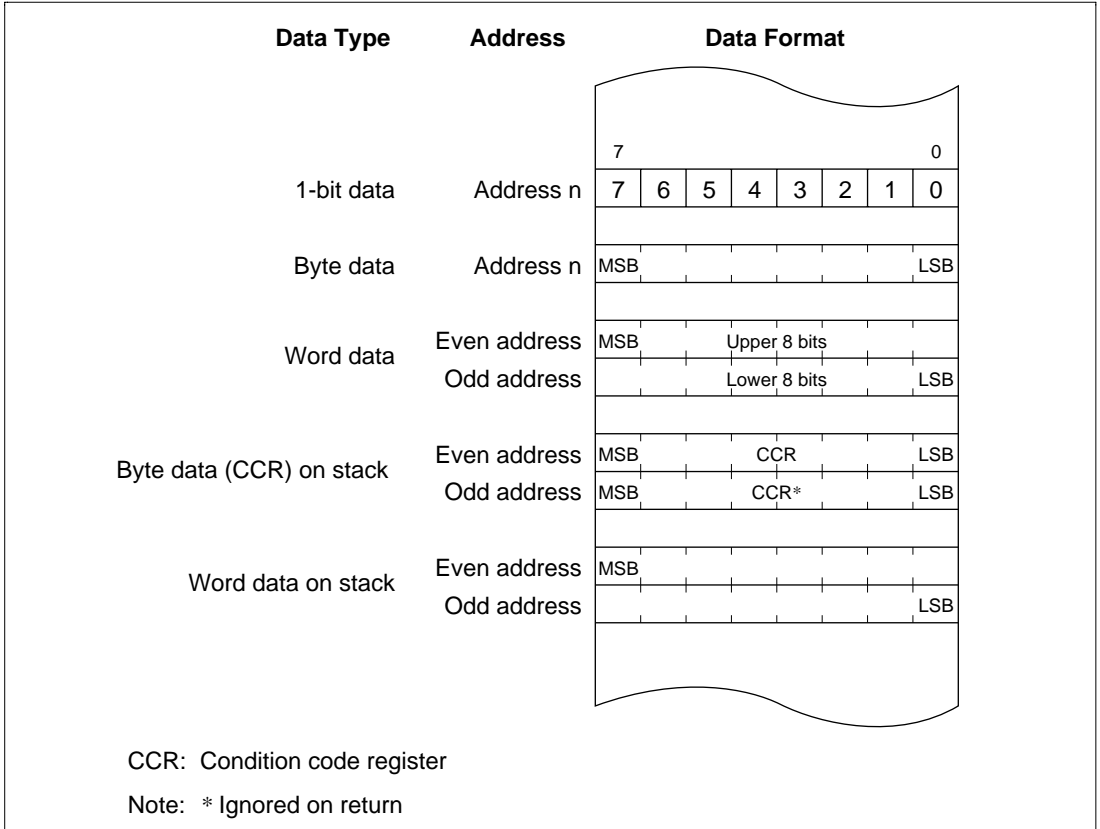 Data Type Address Data Format
7 0
1-bit data Address n 7 6 5 4 3 2 1 0
Byte data Address n MSB LSB
Word data
Even address MSB Upper 8 bits
Odd address Lower 8 bits LSB
Byte data (CCR) on stack
Even address MSB CCR LSB
Odd address MSB CCR* LSB
Word data on stack
Even address MSB
Odd address LSB
CCR: Condition code register
Note: * Ignored on return